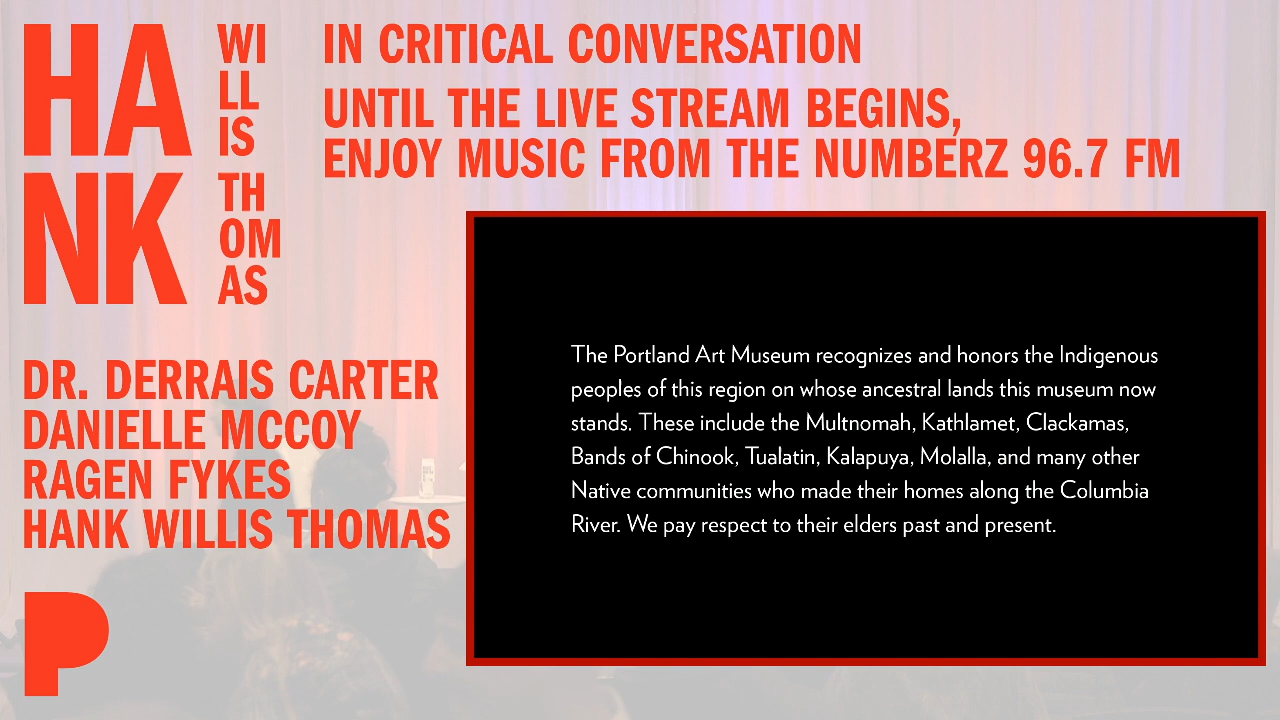 HA
NK
WI
LL
IS
TH
OM
AS
IN CRITICAL CONVERSATION
UNTIL THE LIVE STREAM BEGINS,
ENJOY MUSIC FROM THE NUMBERZ 96.7 FM
DR. DERRAIS CARTER
DANIELLE MCCOY
RAGEN FYKES
HANK WILLIS THOMAS
The Portland Art Museum recognizes and honors the Indigenous
peoples of this region on whose ancestral lands this museum now
stands. These include the Multnomah, Kathlamet, Clackamas,
Bands of Chinook, Tualatin, Kalapuya, Molalla, and many other
Native communities who made their homes along the Columbia
River. We pay respect to their elders past and present.
P